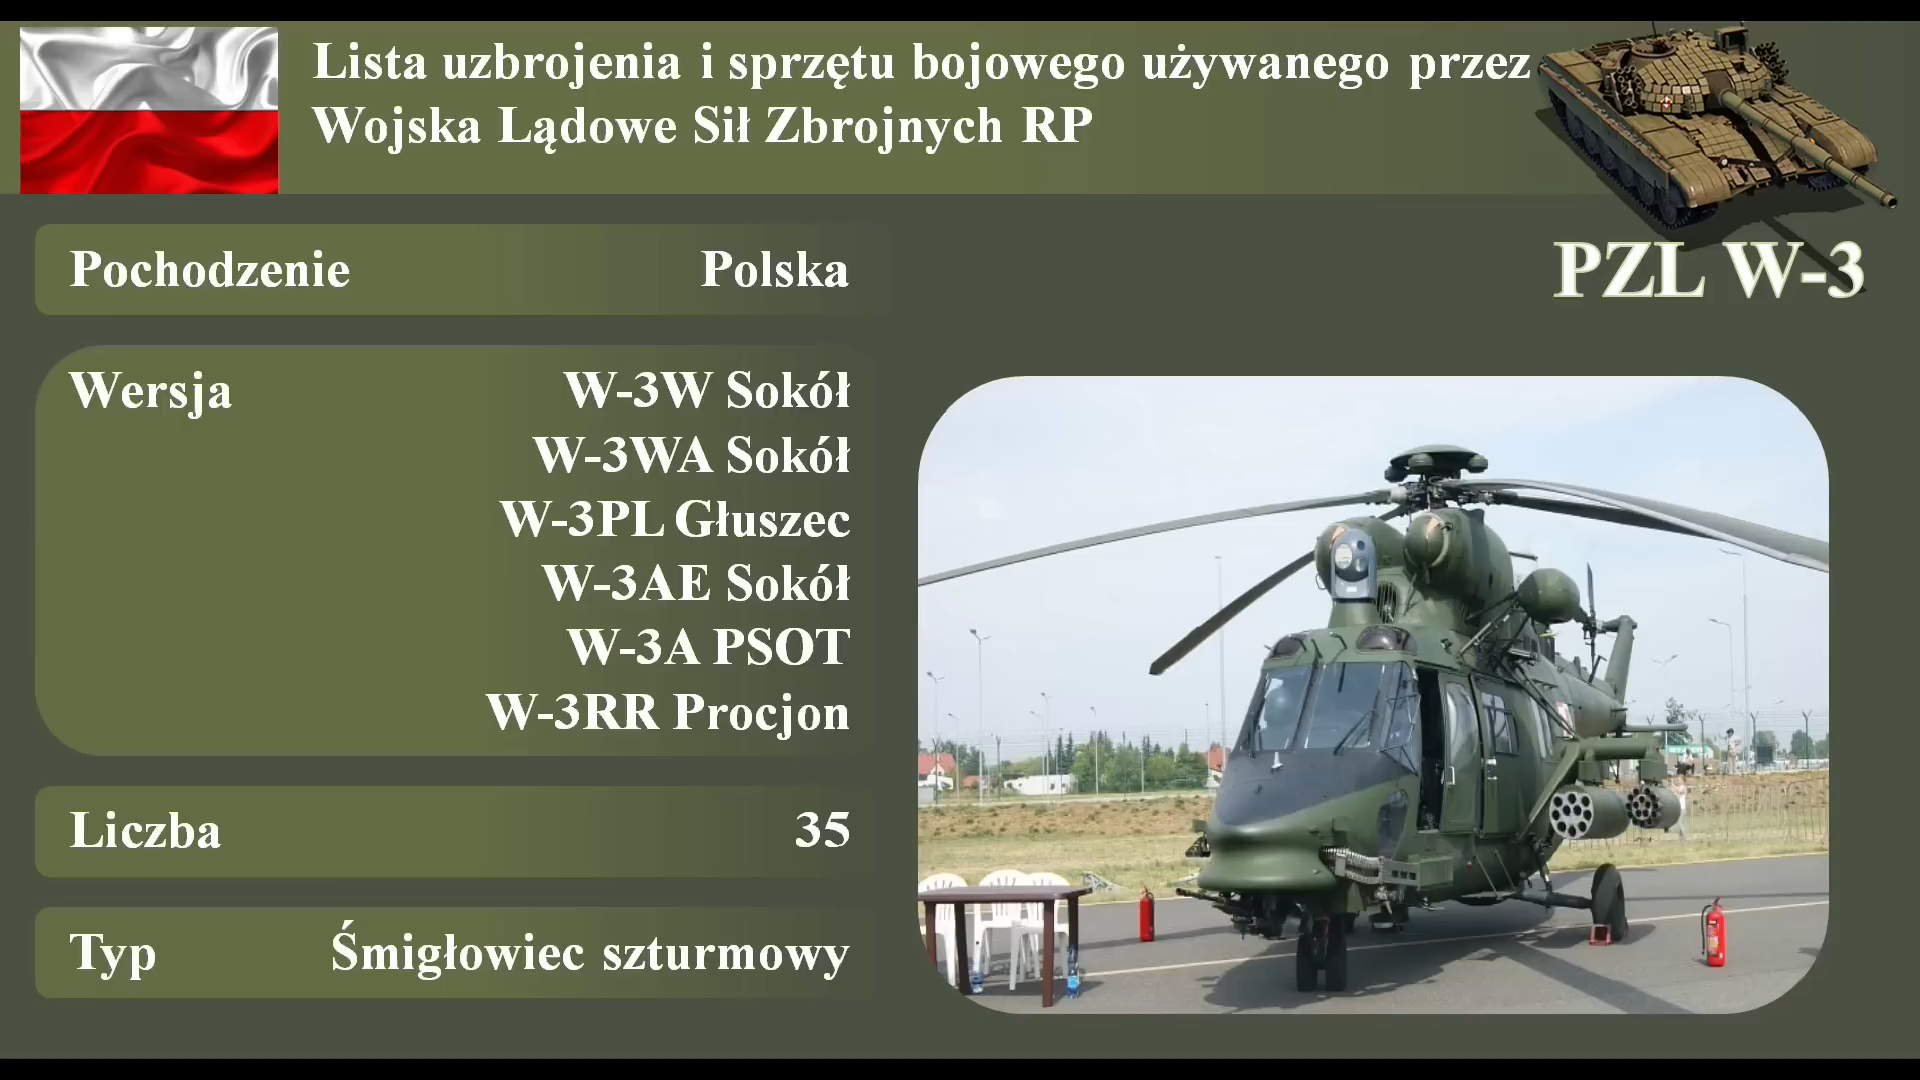 Lista uzbrojenia i sprzętu bojowego używanego przez
Wojska Lądowe Sił Zbrojnych RP
PZL W-3
Pochodzenie Polska
Wersja W-3W Sokół
W-3WA Sokół
W-3PL Głuszec
W-3AE Sokół
W-3A PSOT
W-3RR Procjon
Liczba 35
Typ Śmigłowiec szturmowy